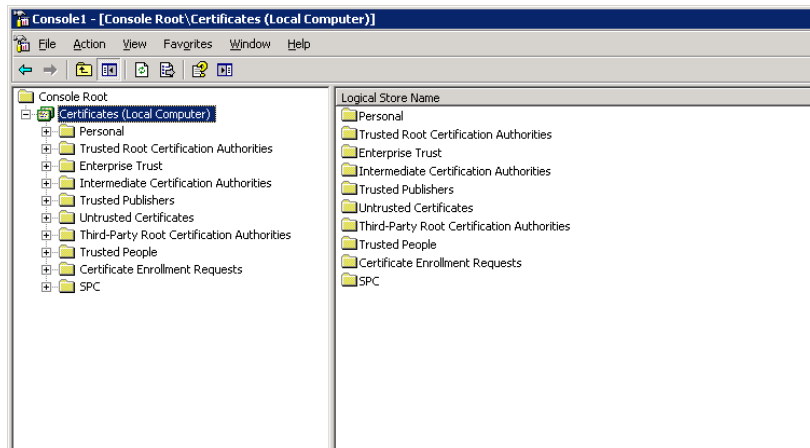 Console1 - [Console Root\Certificates (Local Computer)]
File Action View Favorites Window Help
Console Root
Certificates (Local Computer)
Personal
Trusted Root Certification Authorities
Enterprise Trust
Intermediate Certification Authorities
Trusted Publishers
Untrusted Certificates
Third-Party Root Certification Authorities
Trusted People
Certificate Enrollment Requests
SPC
Logical Store Name
Personal
Trusted Root Certification Authorities
Enterprise Trust
Intermediate Certification Authorities
Trusted Publishers
Untrusted Certificates
Third-Party Root Certification Authorities
Trusted People
Certificate Enrollment Requests
SPC